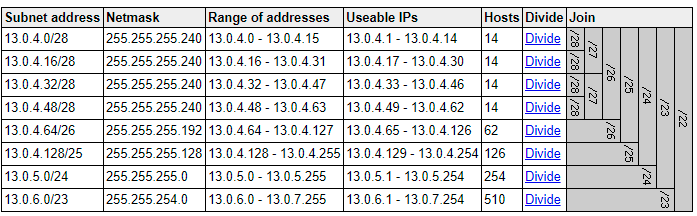 Subnet address Netmask Range of addresses Useable IPs Hosts Divide Join
13.0.4.0/28 255.255.255.240 13.0.4.0 - 13.0.4.15 13.0.4.1 - 13.0.4.14 14 Divide /28 /27 /26 /25 /24 /23 /22
13.0.4.16/28 255.255.255.240 13.0.4.16 - 13.0.4.31 13.0.4.17 - 13.0.4.30 14 Divide /28
13.0.4.32/28 255.255.255.240 13.0.4.32 - 13.0.4.47 13.0.4.33 - 13.0.4.46 14 Divide /28 /27
13.0.4.48/28 255.255.255.240 13.0.4.48 - 13.0.4.63 13.0.4.49 - 13.0.4.62 14 Divide /28
13.0.4.64/26 255.255.255.192 13.0.4.64 - 13.0.4.127 13.0.4.65 - 13.0.4.126 62 Divide /26
13.0.4.128/25 255.255.255.128 13.0.4.128 - 13.0.4.255 13.0.4.129 - 13.0.4.254 126 Divide /25
13.0.5.0/24 255.255.255.0 13.0.5.0 - 13.0.5.255 13.0.5.1 - 13.0.5.254 254 Divide /24
13.0.6.0/23 255.255.254.0 13.0.6.0 - 13.0.7.255 13.0.6.1 - 13.0.7.254 510 Divide /23